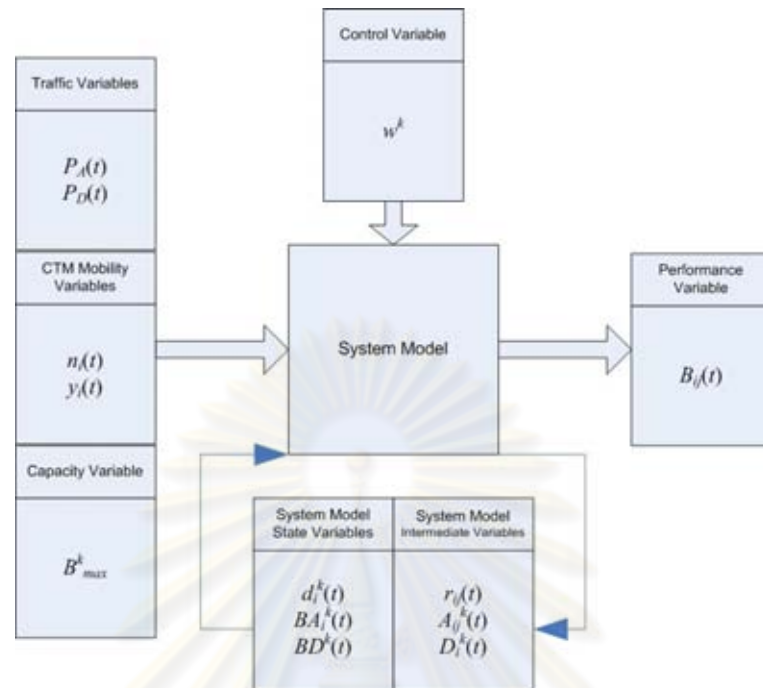 Control Variable
w^k
Traffic Variables
P_A(t)
P_D(t)
CTM Mobility
Variables
n_i(t)
y_i(t)
Capacity Variable
B^k_max
System Model
Performance
Variable
B_ij(t)
System Model
State Variables
d_i^k(t)
BA_i^k(t)
BD^k(t)
System Model
Intermediate Variables
r_ij(t)
A_ij^k(t)
D_i^k(t)